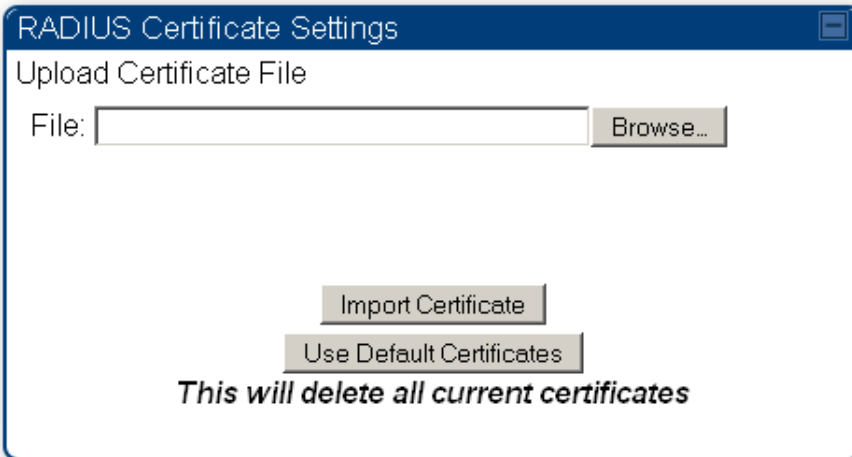 RADIUS Certificate Settings
Upload Certificate File
File: Browse...
Import Certificate
Use Default Certificates
This will delete all current certificates